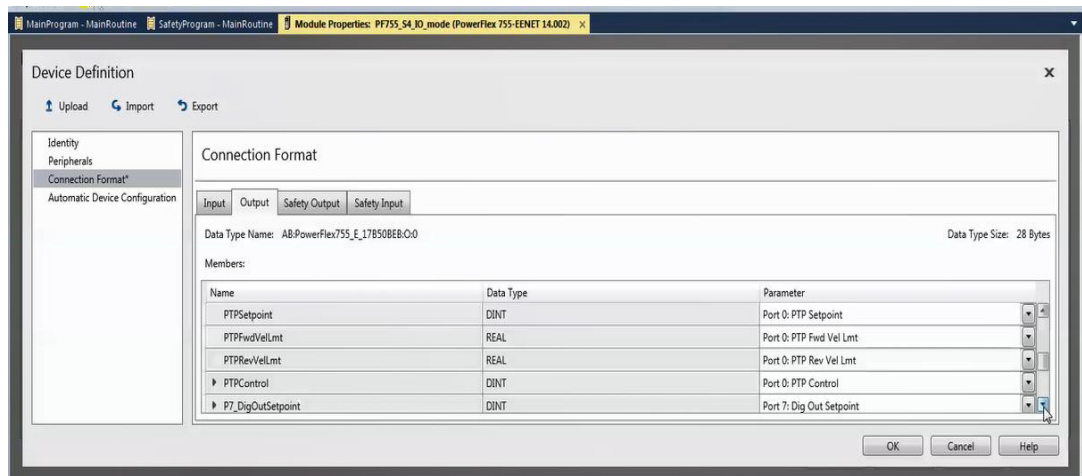 MainProgram - MainRoutine SafetyProgram - MainRoutine Module Properties: PF755_S4_IO_mode (PowerFlex 755-EENET 14.002) ×
Device Definition X
Upload Import Export
Identity
Peripherals
Connection Format*
Automatic Device Configuration
Connection Format
Input Output Safety Output Safety Input
Data Type Name: AB:PowerFlex755_E_17B50BEB:O:0 Data Type Size: 28 Bytes
Members:
Name Data Type Parameter
PTPSetpoint DINT Port 0: PTP Setpoint
PTPFwdVelLmt REAL Port 0: PTP Fwd Vel Lmt
PTPRevVelLmt REAL Port 0: PTP Rev Vel Lmt
PTPControl DINT Port 0: PTP Control
P7_DigOutSetpoint DINT Port 7: Dig Out Setpoint
OK Cancel Help